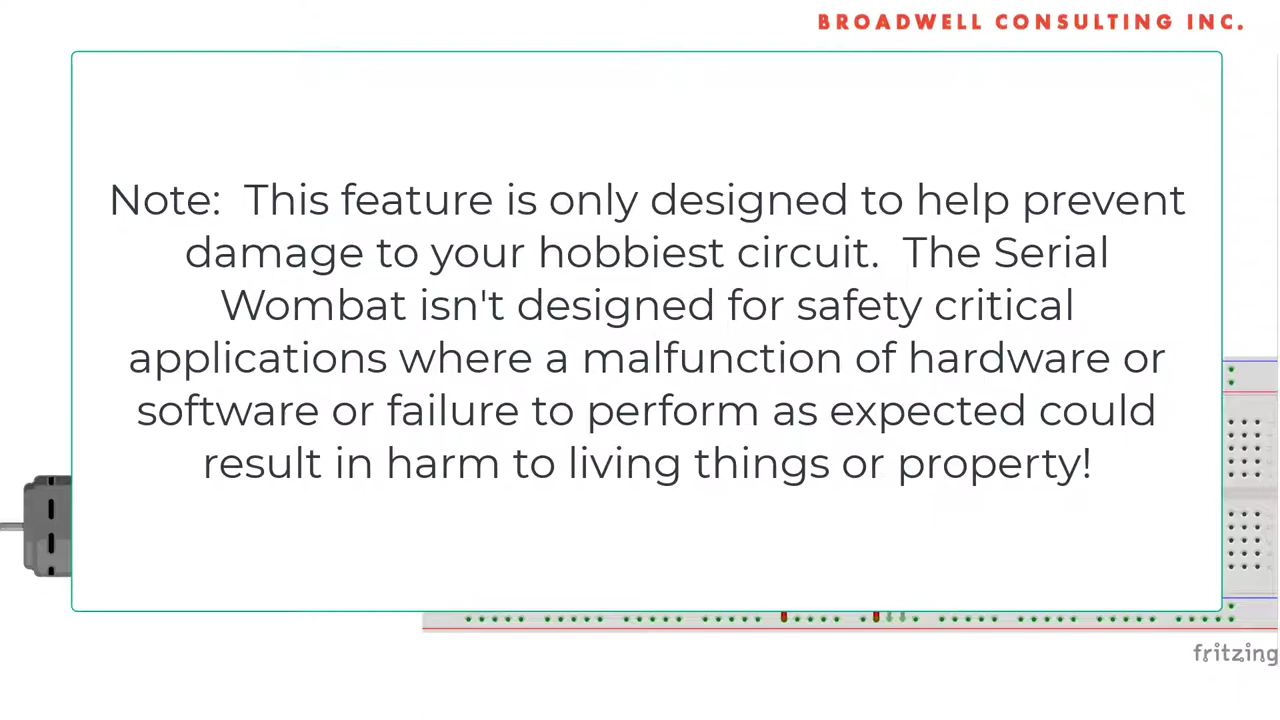 BROADWELL CONSULTING INC.
Note:  This feature is only designed to help prevent
damage to your hobbiest circuit.  The Serial
Wombat isn't designed for safety critical
applications where a malfunction of hardware or
software or failure to perform as expected could
result in harm to living things or property!
fritzing